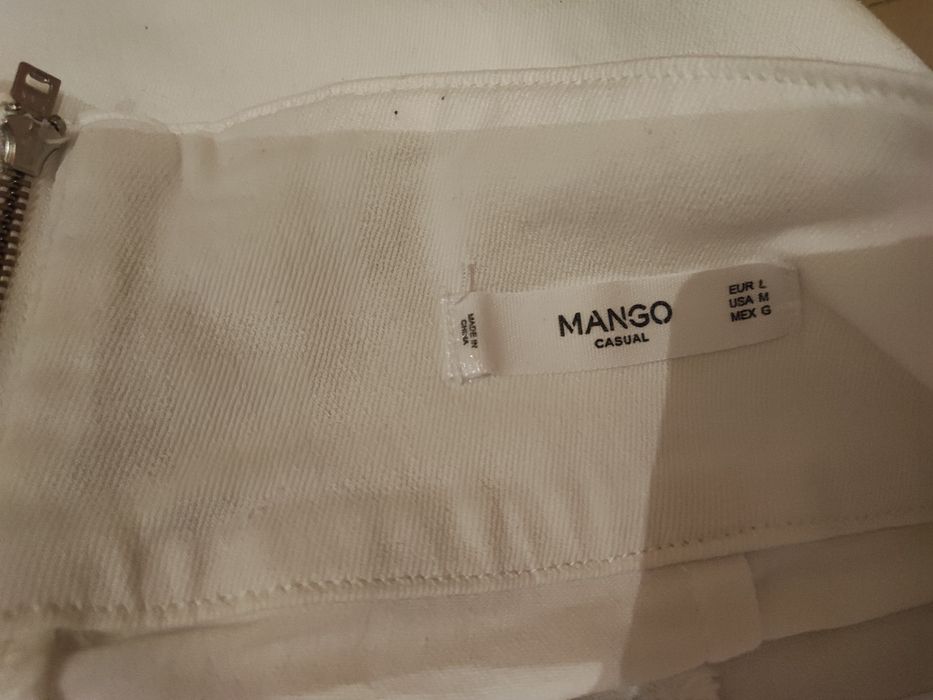 MADE IN
CHINA
MANGO
CASUAL
EUR L
USA M
MEX G